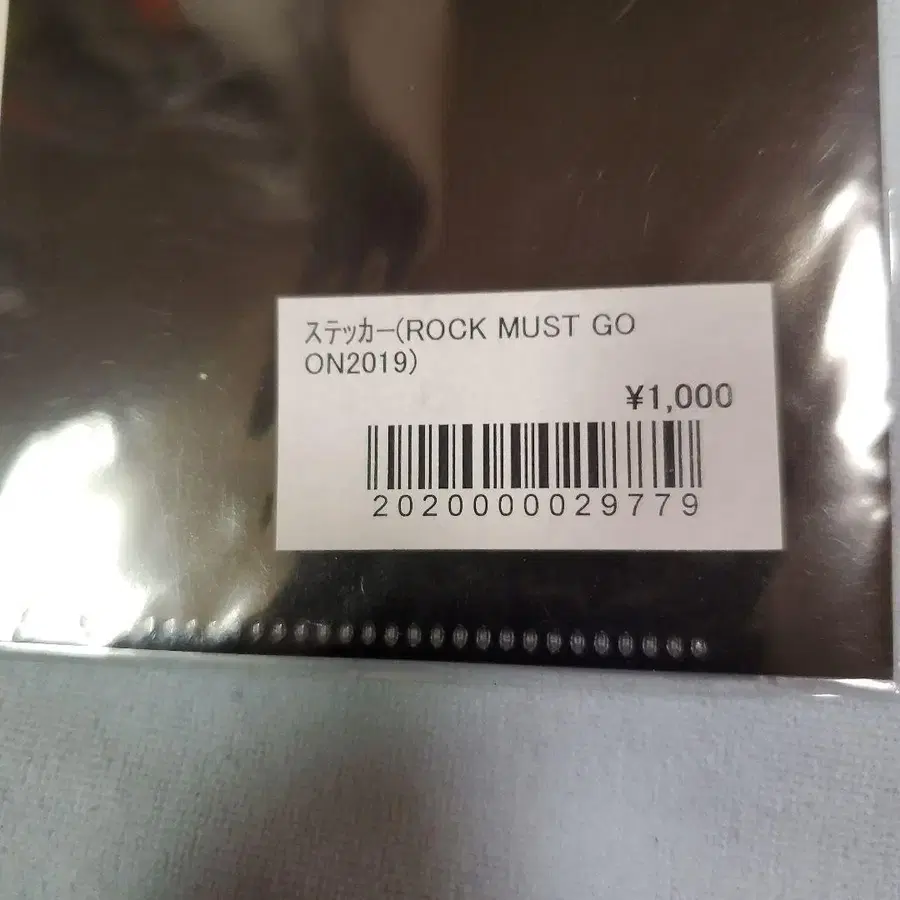 ｽﾃｯｶｰ(ROCK MUST GO
ON2019)
¥1,000
2020000029779